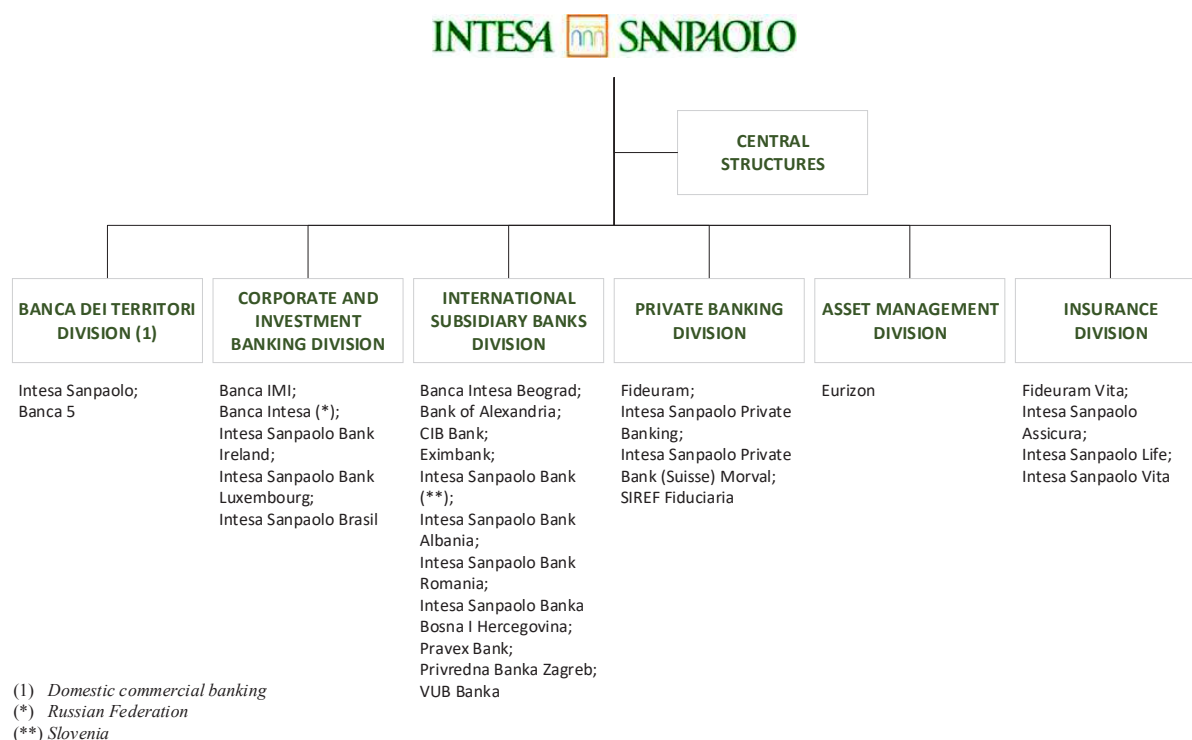 INTESA SANPAOLO
CENTRAL
STRUCTURES
BANCA DEI TERRITORI
DIVISION (1)
CORPORATE AND
INVESTMENT
BANKING DIVISION
INTERNATIONAL
SUBSIDIARY BANKS
DIVISION
PRIVATE BANKING
DIVISION
ASSET MANAGEMENT
DIVISION
INSURANCE
DIVISION
Intesa Sanpaolo;
Banca 5
Banca IMI;
Banca Intesa (*);
Intesa Sanpaolo Bank
Ireland;
Intesa Sanpaolo Bank
Luxembourg;
Intesa Sanpaolo Brasil
Banca Intesa Beograd;
Bank of Alexandria;
CIB Bank;
Eximbank;
Intesa Sanpaolo Bank
(**);
Intesa Sanpaolo Bank
Albania;
Intesa Sanpaolo Bank
Romania;
Intesa Sanpaolo Banka
Bosna I Hercegovina;
Pravex Bank;
Privredna Banka Zagreb;
VUB Banka
Fideuram;
Intesa Sanpaolo Private
Banking;
Intesa Sanpaolo Private
Bank (Suisse) Morval;
SIREF Fiduciaria
Eurizon
Fideuram Vita;
Intesa Sanpaolo
Assicura;
Intesa Sanpaolo Life;
Intesa Sanpaolo Vita
(1) Domestic commercial banking
(*) Russian Federation
(**) Slovenia